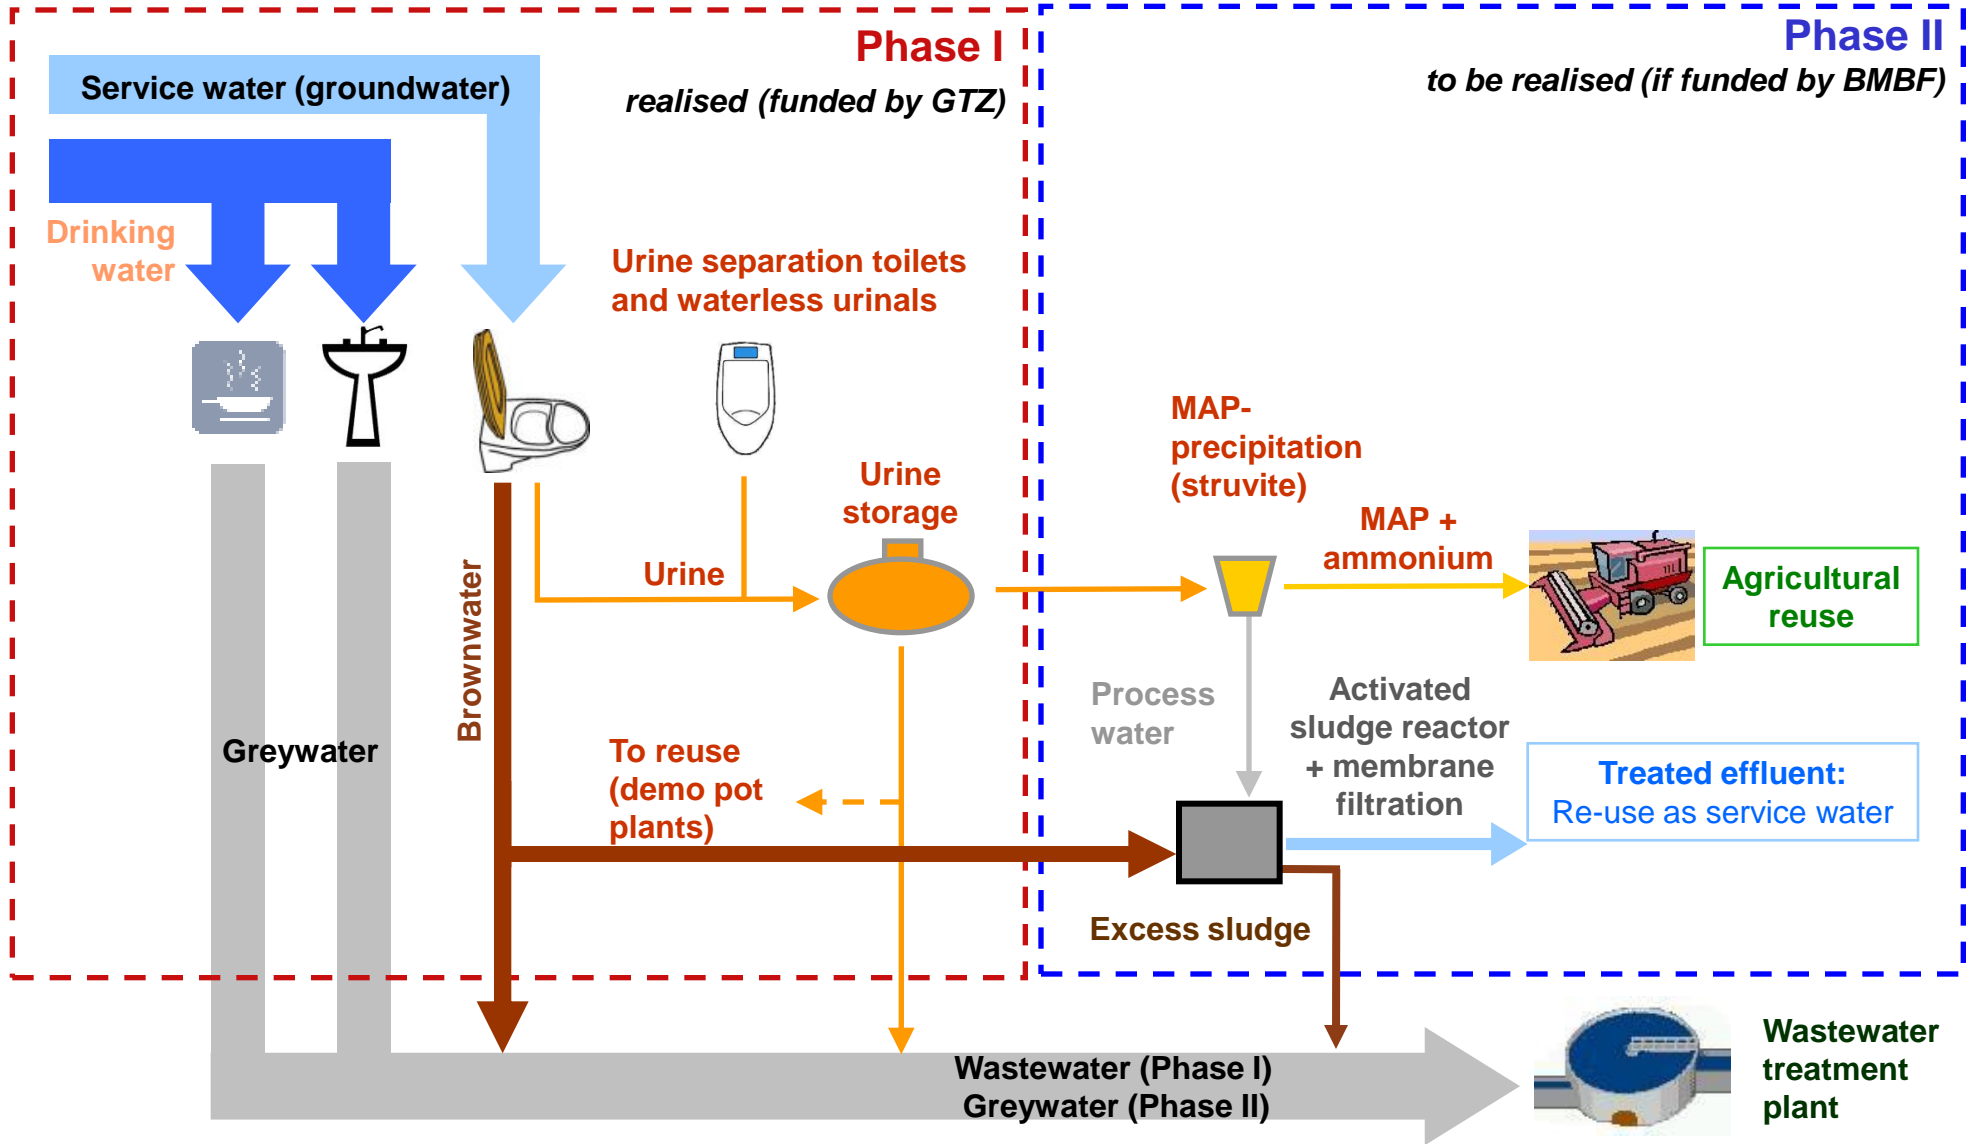 Phase I
realised (funded by GTZ)
Phase II
to be realised (if funded by BMBF)
Service water (groundwater)
Drinking
water
Urine separation toilets
and waterless urinals
Urine
storage
Urine
Brownwater
Greywater
To reuse
(demo pot
plants)
MAP-
precipitation
(struvite)
MAP +
ammonium
Agricultural
reuse
Process
water
Activated
sludge reactor
+ membrane
filtration
Treated effluent:
Re-use as service water
Excess sludge
Wastewater (Phase I)
Greywater (Phase II)
Wastewater
treatment
plant